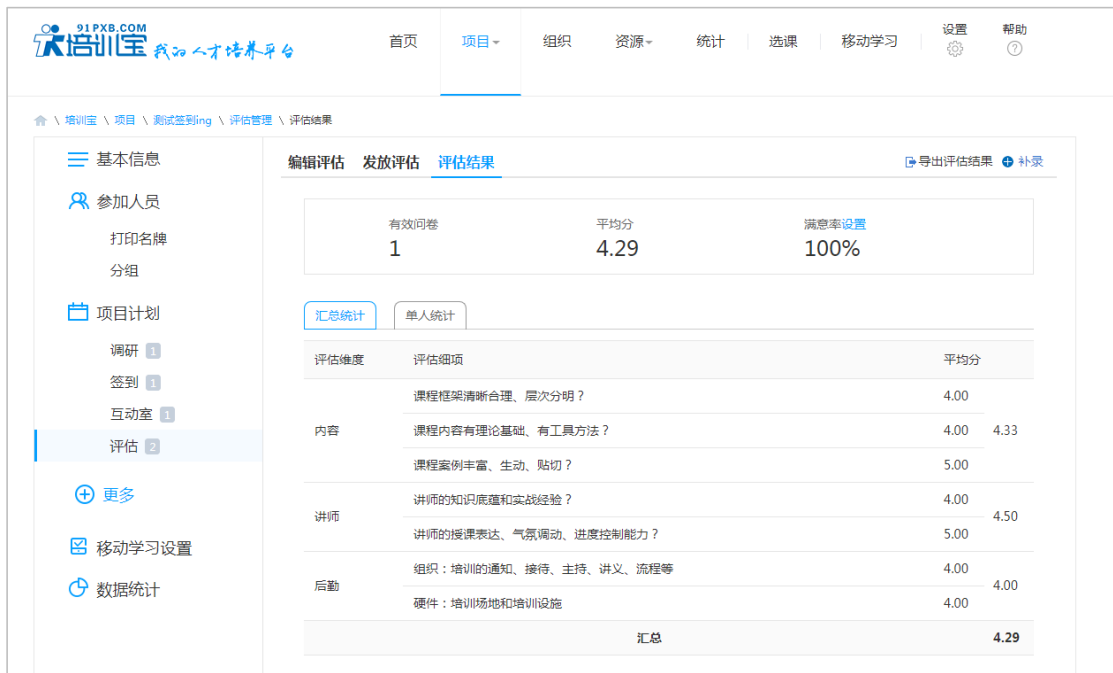 91PXB.COM
培训宝 我的人才培养平台
首页 项目 组织 资源 统计 选课 移动学习 设置 帮助
\ 培训宝 \ 项目 \ 测试签到ing \ 评估管理 \ 评估结果
基本信息
参加人员
打印名牌
分组
项目计划
调研 1
签到 1
互动室 1
评估 2
更多
移动学习设置
数据统计
编辑评估 发放评估 评估结果
导出评估结果 补录
有效问卷 平均分 满意率设置
1 4.29 100%
汇总统计 单人统计
评估维度 评估细项 平均分
课程框架清晰合理、层次分明？ 4.00
内容 课程内容有理论基础、有工具方法？ 4.00 4.33
课程案例丰富、生动、贴切？ 5.00
讲师的知识底蕴和实战经验？ 4.00
讲师 4.50
讲师的授课表达、气氛调动、进度控制能力？ 5.00
组织：培训的通知、接待、主持、讲义、流程等 4.00
后勤 4.00
硬件：培训场地和培训设施 4.00
汇总 4.29